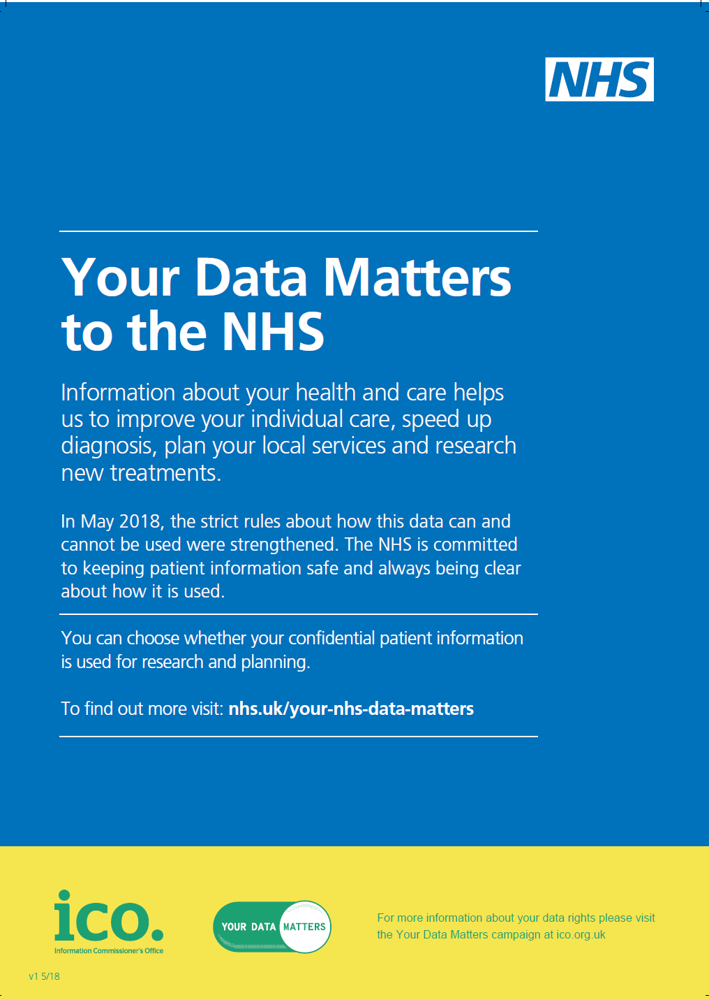 NHS
Your Data Matters
to the NHS
Information about your health and care helps
us to improve your individual care, speed up
diagnosis, plan your local services and research
new treatments.
In May 2018, the strict rules about how this data can and
cannot be used were strengthened. The NHS is committed
to keeping patient information safe and always being clear
about how it is used.
You can choose whether your confidential patient information
is used for research and planning.
To find out more visit: nhs.uk/your-nhs-data-matters
ico.
Information Commissioner's Office
YOUR DATA MATTERS
For more information about your data rights please visit
the Your Data Matters campaign at ico.org.uk
v1 5/18